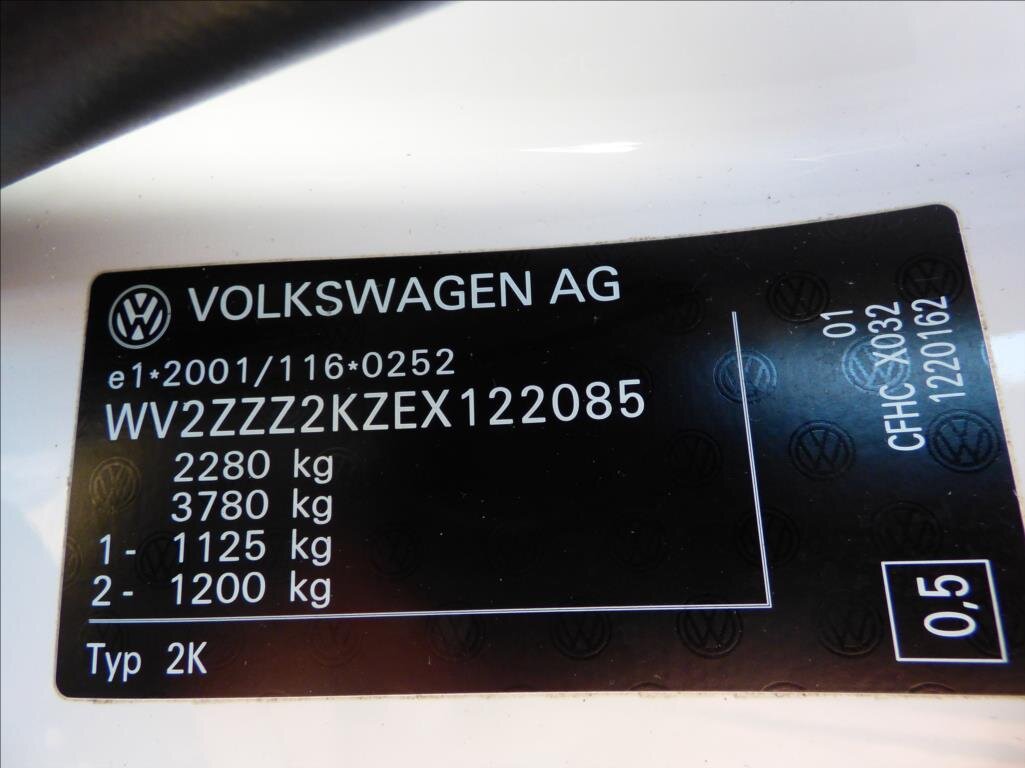 VOLKSWAGEN AG
e1*2001/116*0252
WV2ZZZ2KZEX122085
2280 kg
3780 kg
1- 1125 kg
2- 1200 kg
Typ 2K
01
CFHC X032
1220162
0,5